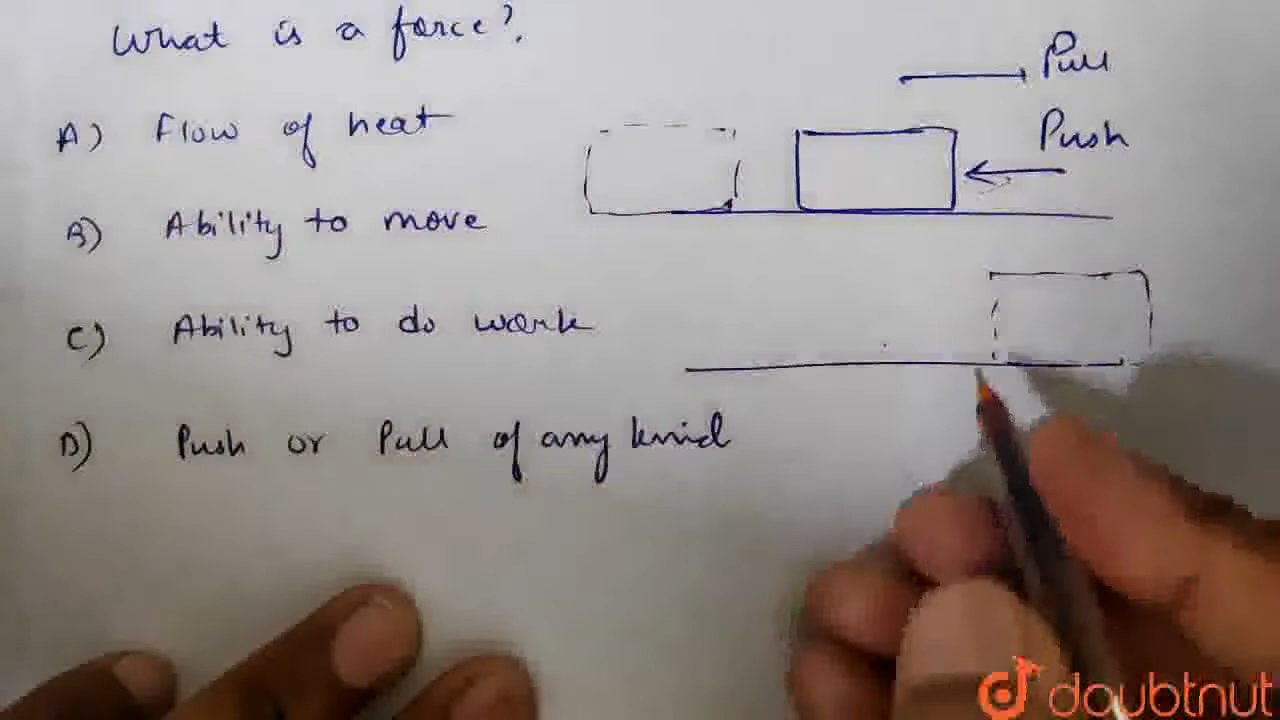 What is a force?.
A) Flow of heat
B) Ability to move
C) Ability to do work
D) Push or Pull of any kind
Pull
Push
doubtnut